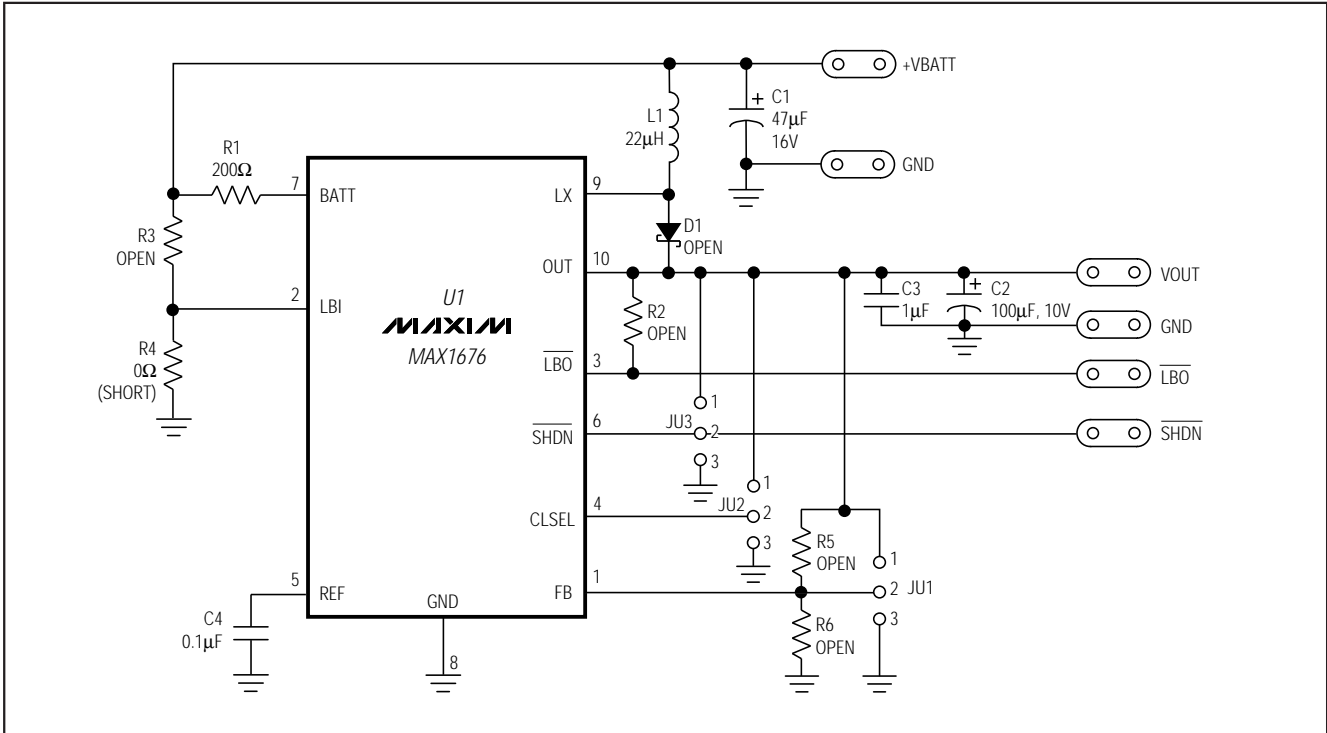 +VBATT
C1
47µF
16V
+
L1
22µH
GND
R1
200Ω
7
BATT
LX
9
R3
OPEN
D1
OPEN
OUT
10
VOUT
2
LBI
U1
MAXIM
MAX1676
R2
OPEN
C3
1µF
+
C2
100µF, 10V
GND
R4
0Ω
(SHORT)
LBO
3
LBO
1
JU3
2
3
SHDN
6
SHDN
1
JU2
2
3
CLSEL
4
R5
OPEN
1
2
JU1
3
5
REF
GND
FB
1
R6
OPEN
C4
0.1µF
8